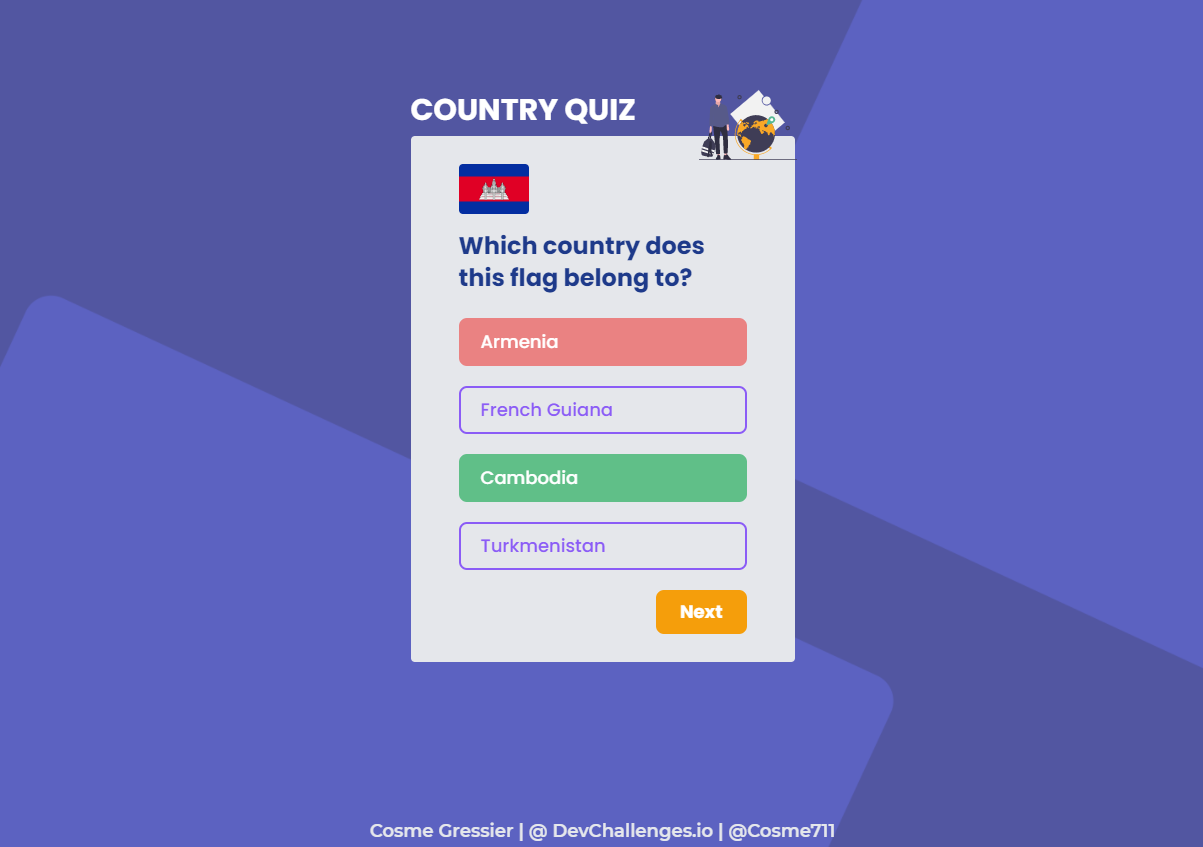 COUNTRY QUIZ
Which country does
this flag belong to?
Armenia
French Guiana
Cambodia
Turkmenistan
Next
Cosme Gressier | @ DevChallenges.io | @Cosme711